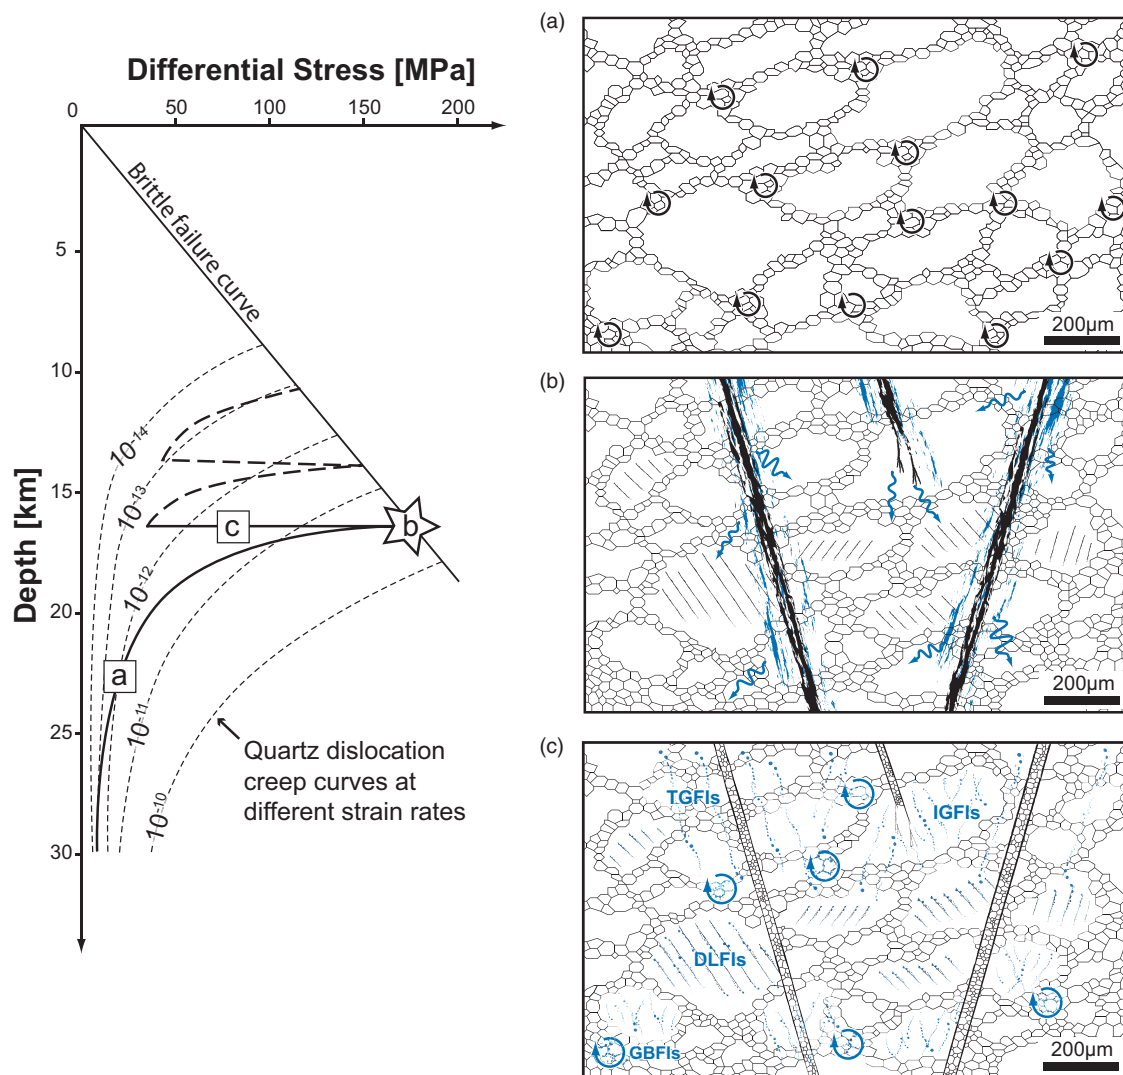 Differential Stress [MPa]
0
50
100
150
200
Brittle failure curve
5
10
15
20
25
30
Depth [km]
10-14
10-13
10-12
10-11
10-10
a
b
c
Quartz dislocation
creep curves at
different strain rates
(a)
200µm
(b)
200µm
(c)
TGFIs
IGFIs
DLFIs
GBFIs
200µm